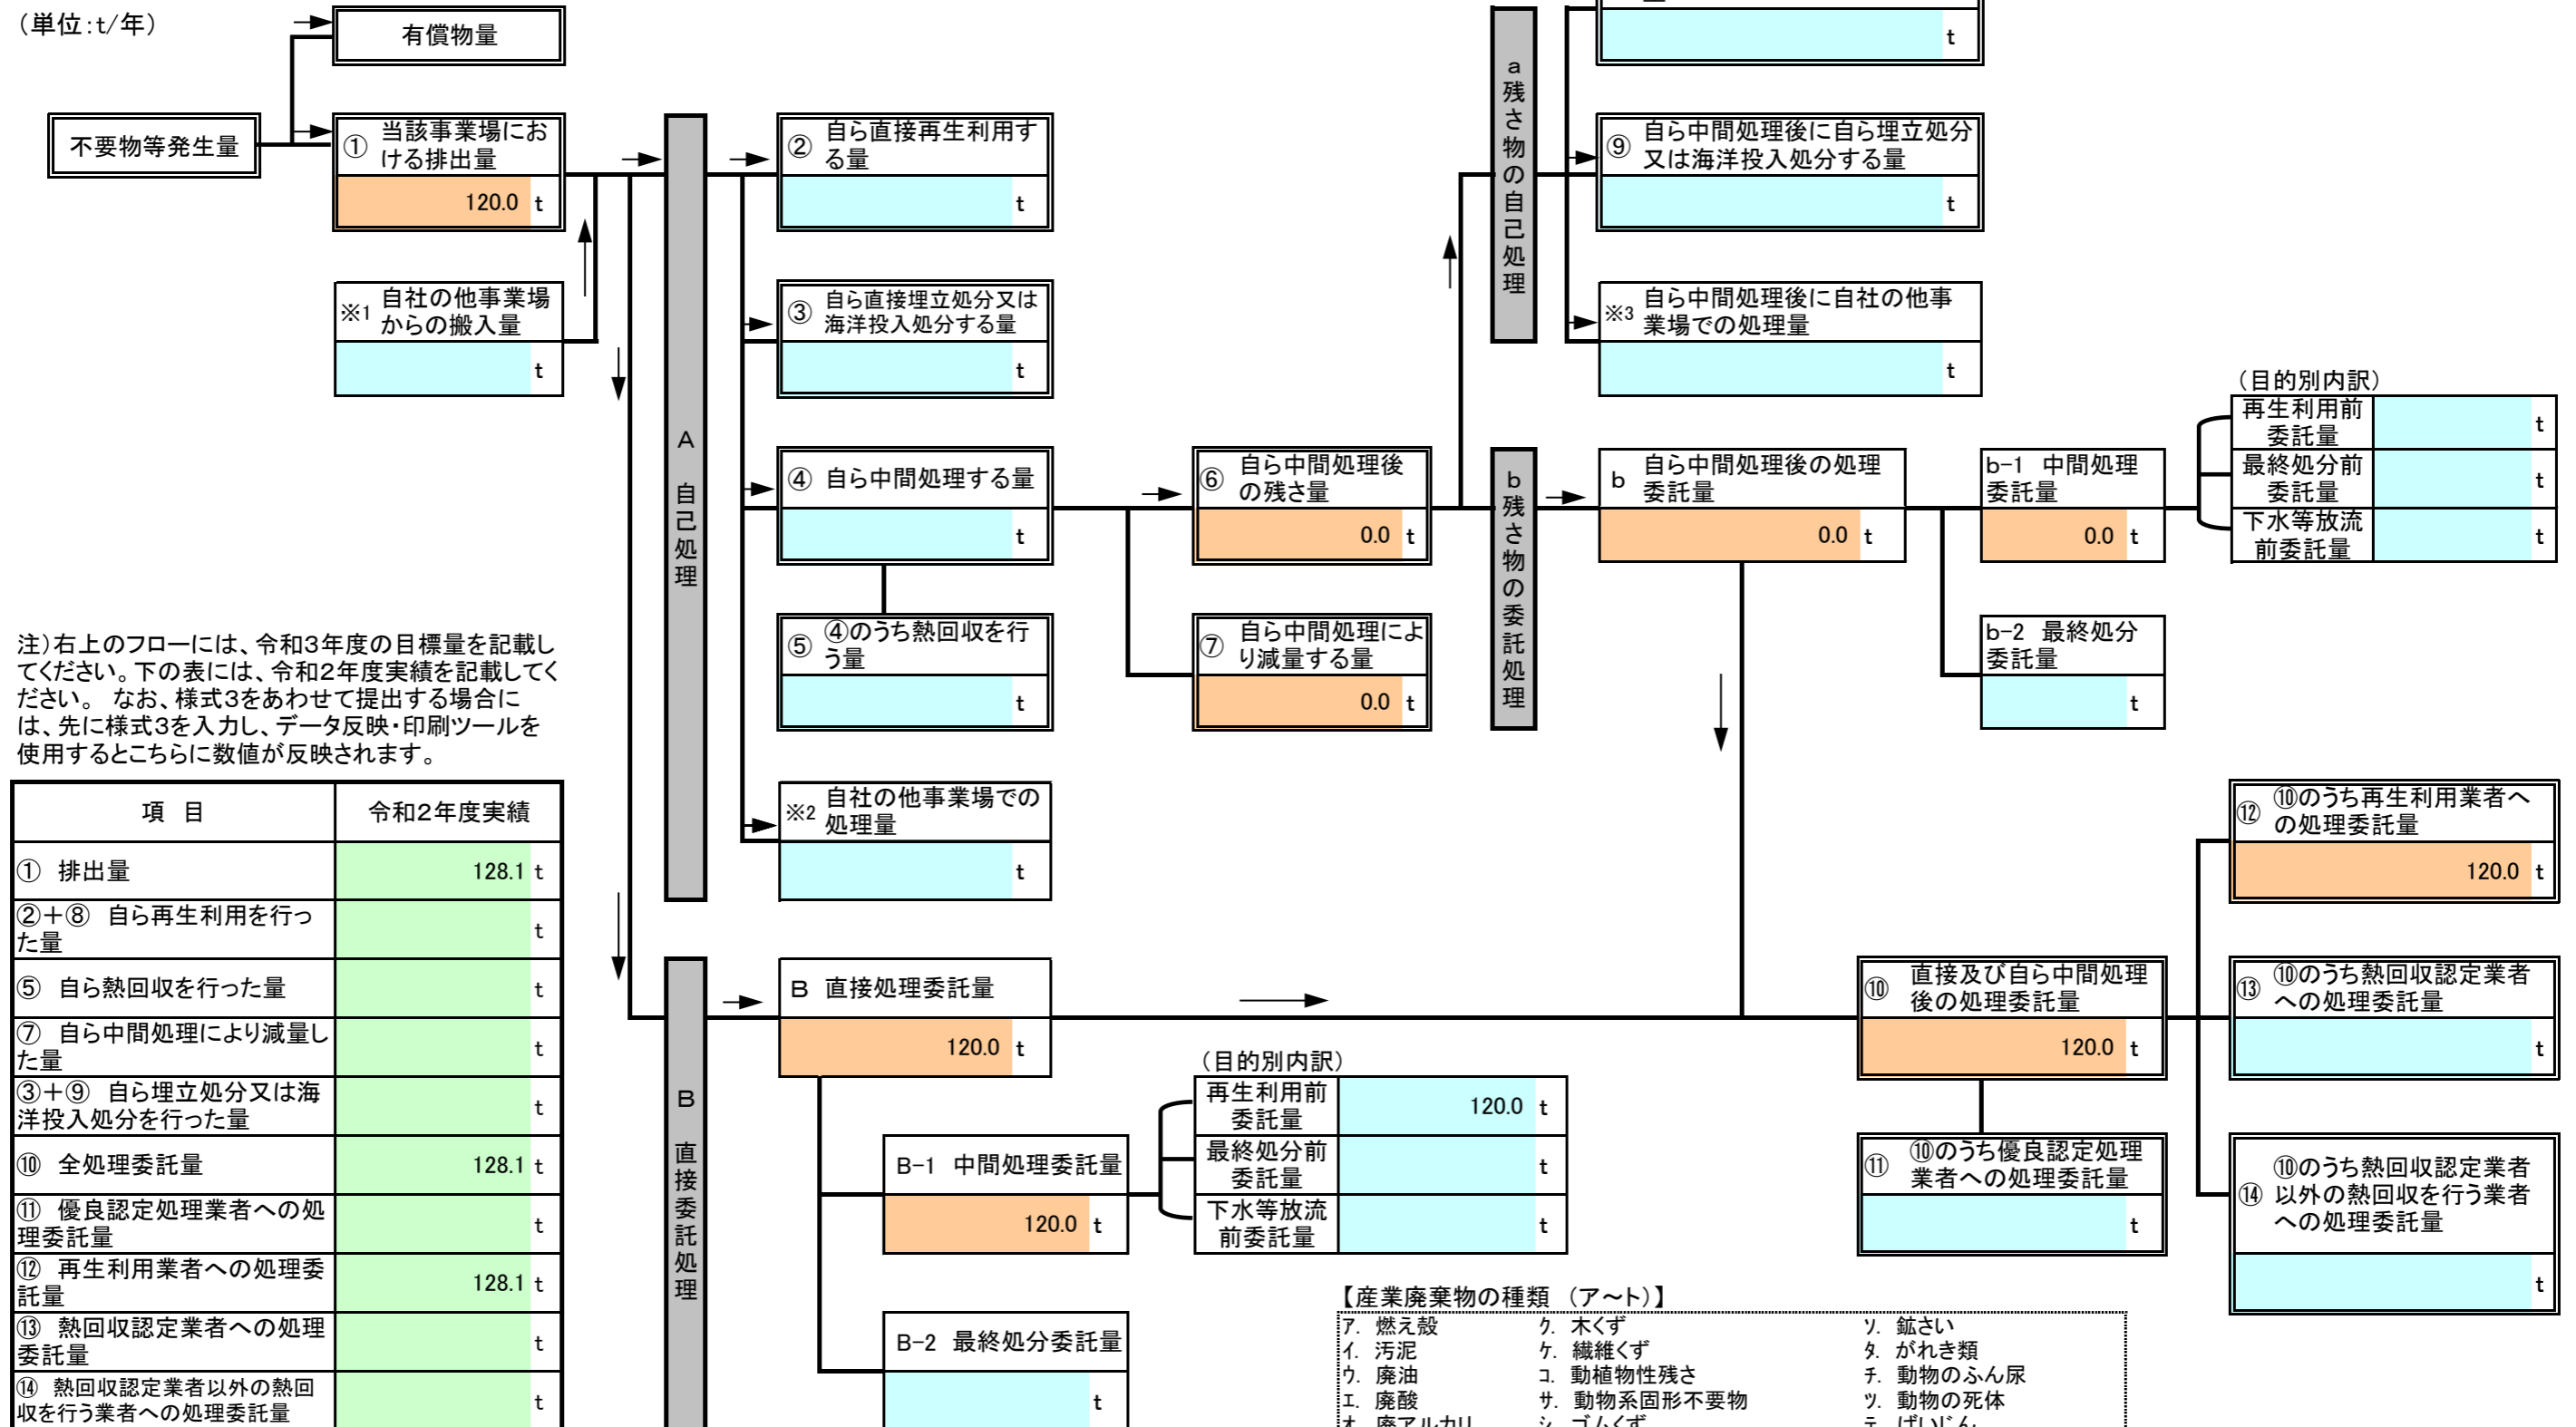 (単位:t/年)
有償物量
不要物等発生量
① 当該事業場にお
ける排出量
120.0 t
※1 自社の他事業場
からの搬入量
t
A 自己処理
② 自ら直接再生利用す
る量
t
③ 自ら直接埋立処分又は
海洋投入処分する量
t
④ 自ら中間処理する量
t
⑤ ④のうち熱回収を行
う量
t
※2 自社の他事業場での
処理量
t
⑥ 自ら中間処理後
の残さ量
0.0 t
⑦ 自ら中間処理によ
り減量する量
0.0 t
a 残さ物の自己処理
t
⑨ 自ら中間処理後に自ら埋立処分
又は海洋投入処分する量
t
※3 自ら中間処理後に自社の他事
業場での処理量
t
b 残さ物の委託処理
b 自ら中間処理後の処理
委託量
0.0 t
b-1 中間処理
委託量
0.0 t
(目的別内訳)
再生利用前
委託量
t
最終処分前
委託量
t
下水等放流
前委託量
t
b-2 最終処分
委託量
t
注)右上のフローには、令和3年度の目標量を記載し
てください。下の表には、令和2年度実績を記載してく
ださい。 なお、様式3をあわせて提出する場合に
は、先に様式3を入力し、データ反映・印刷ツールを
使用するとこちらに数値が反映されます。
項 目 令和2年度実績
① 排出量 128.1 t
②+⑧ 自ら再生利用を行っ
た量
t
⑤ 自ら熱回収を行った量 t
⑦ 自ら中間処理により減量し
た量
t
③+⑨ 自ら埋立処分又は海
洋投入処分を行った量
t
⑩ 全処理委託量 128.1 t
⑪ 優良認定処理業者への処
理委託量
t
⑫ 再生利用業者への処理委
託量
128.1 t
⑬ 熱回収認定業者への処理
委託量
t
⑭ 熱回収認定業者以外の熱回
収を行う業者への処理委託量
t
B 直接委託処理
B 直接処理委託量
120.0 t
B-1 中間処理委託量
120.0 t
(目的別内訳)
再生利用前
委託量
120.0 t
最終処分前
委託量
t
下水等放流
前委託量
t
B-2 最終処分委託量
t
⑩ 直接及び自ら中間処理
後の処理委託量
120.0 t
⑪ ⑩のうち優良認定処理
業者への処理委託量
t
⑫ ⑩のうち再生利用業者へ
の処理委託量
120.0 t
⑬ ⑩のうち熱回収認定業者
への処理委託量
t
⑭ ⑩のうち熱回収認定業者
以外の熱回収を行う業者
への処理委託量
t
【産業廃棄物の種類 (ア~ト)】
ア. 燃え殻 ク. 木くず ソ. 鉱さい
イ. 汚泥 ケ. 繊維くず タ. がれき類
ウ. 廃油 コ. 動植物性残さ チ. 動物のふん尿
エ. 廃酸 サ. 動物系固形不要物 ツ. 動物の死体
オ. 廃アルカリ シ. ゴムくず テ. ばいじん